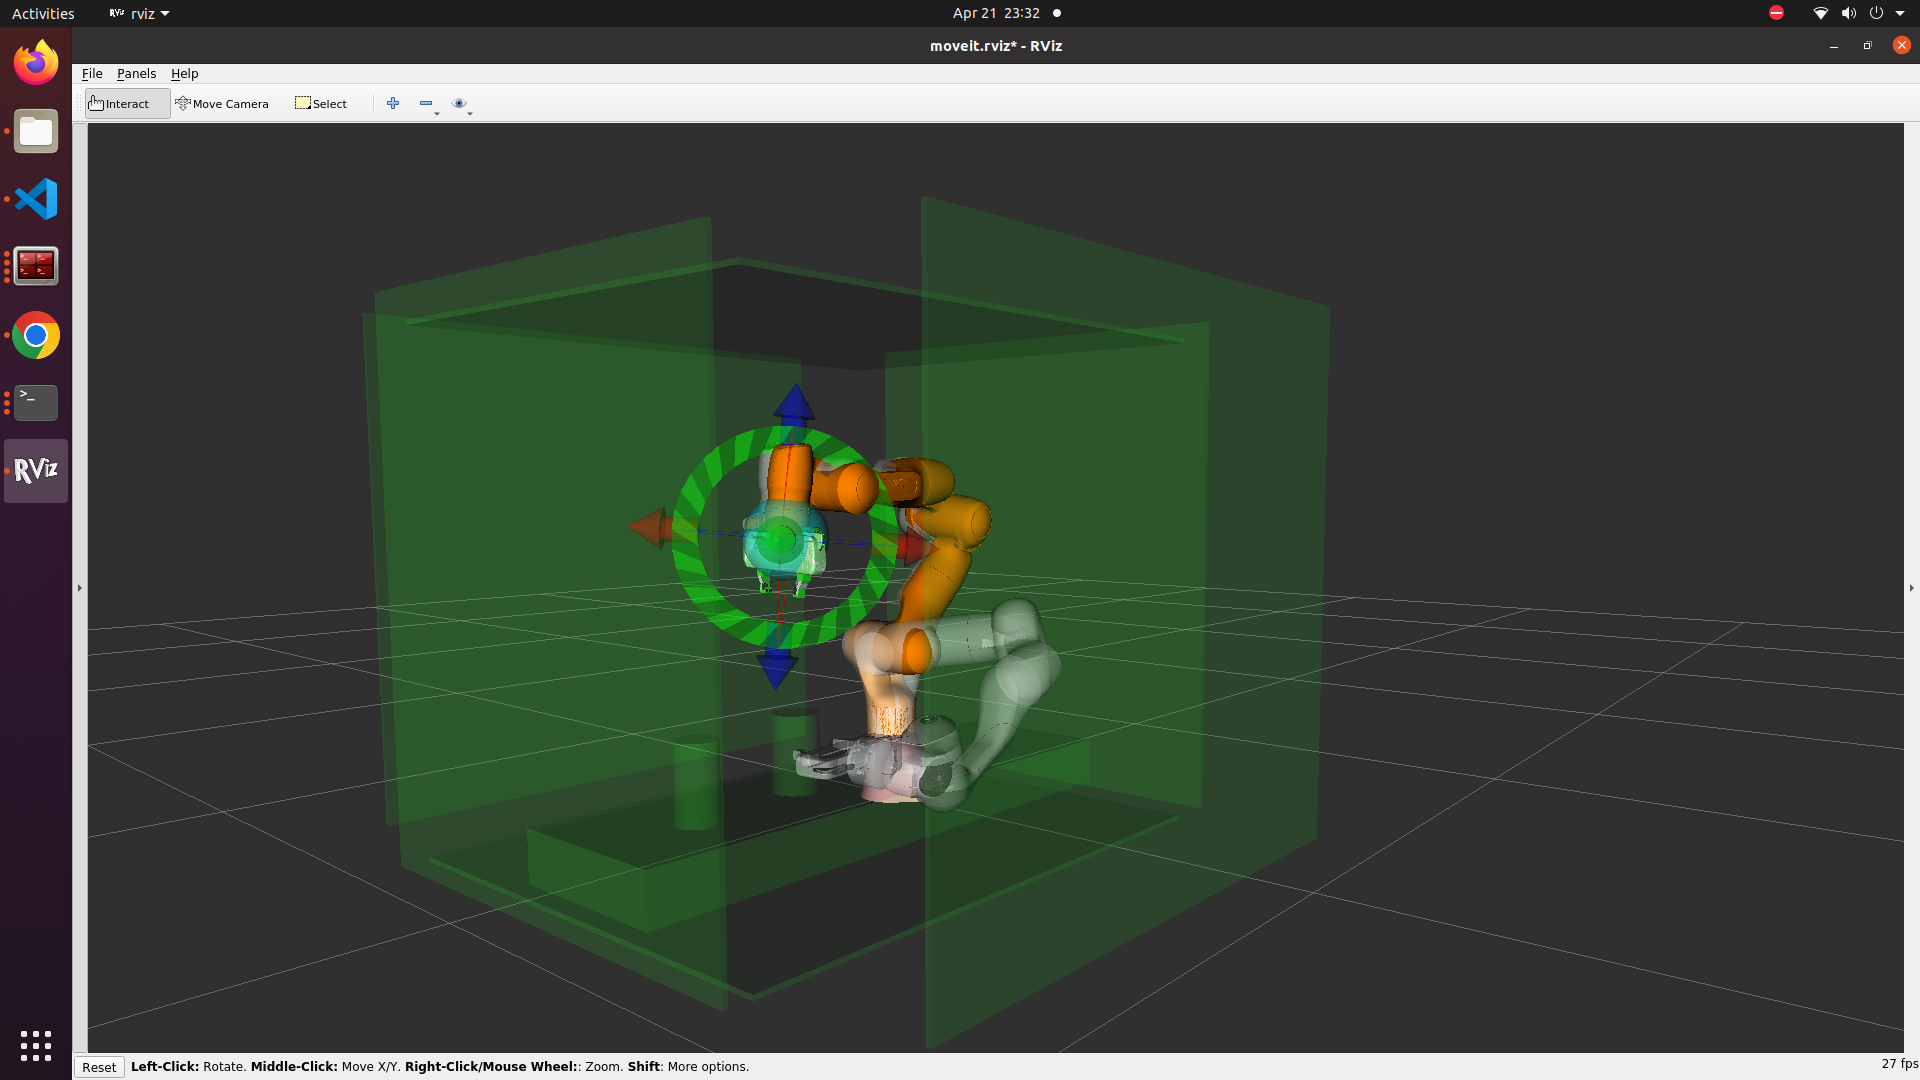 Activities
RViz rviz
Apr 21 23:32
moveit.rviz* - RViz
File Panels Help
Interact Move Camera Select
>_
RViz
Reset Left-Click: Rotate. Middle-Click: Move X/Y. Right-Click/Mouse Wheel:: Zoom. Shift: More options.
27 fps